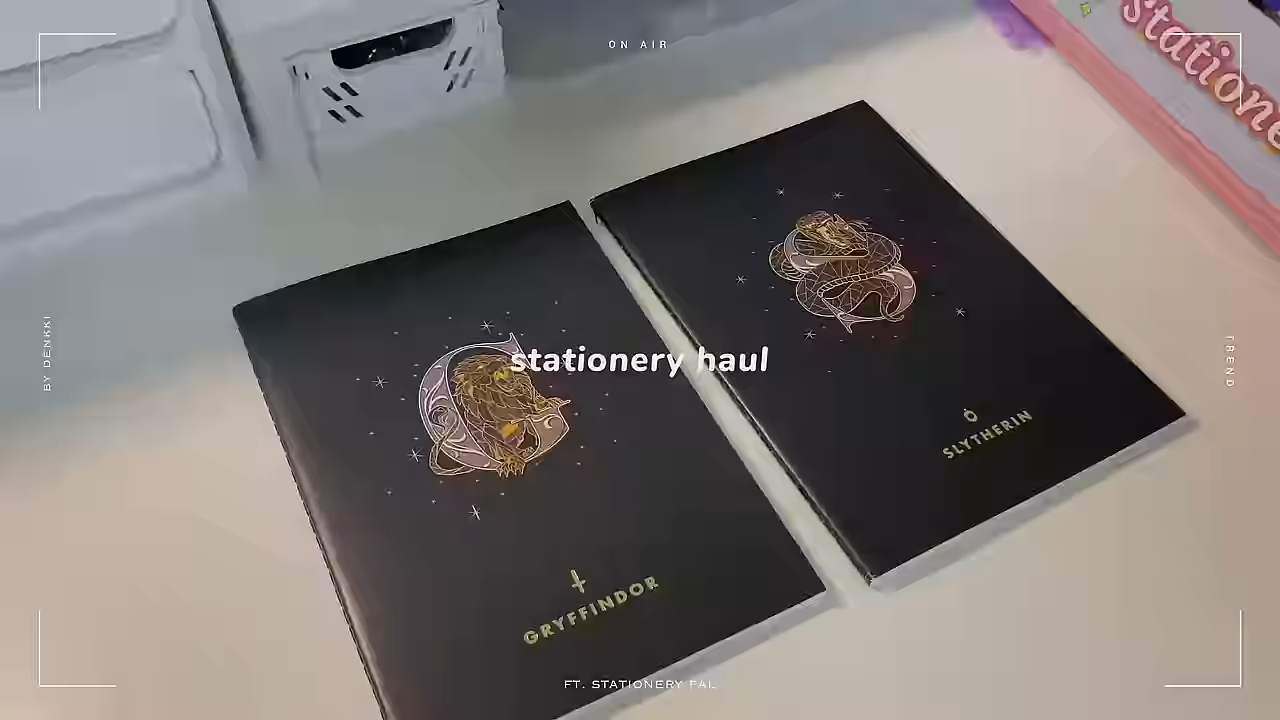 ON AIR
BY DENKKI
TREND
stationery haul
SLYTHERIN
GRYFFINDOR
FT. STATIONERY PAL